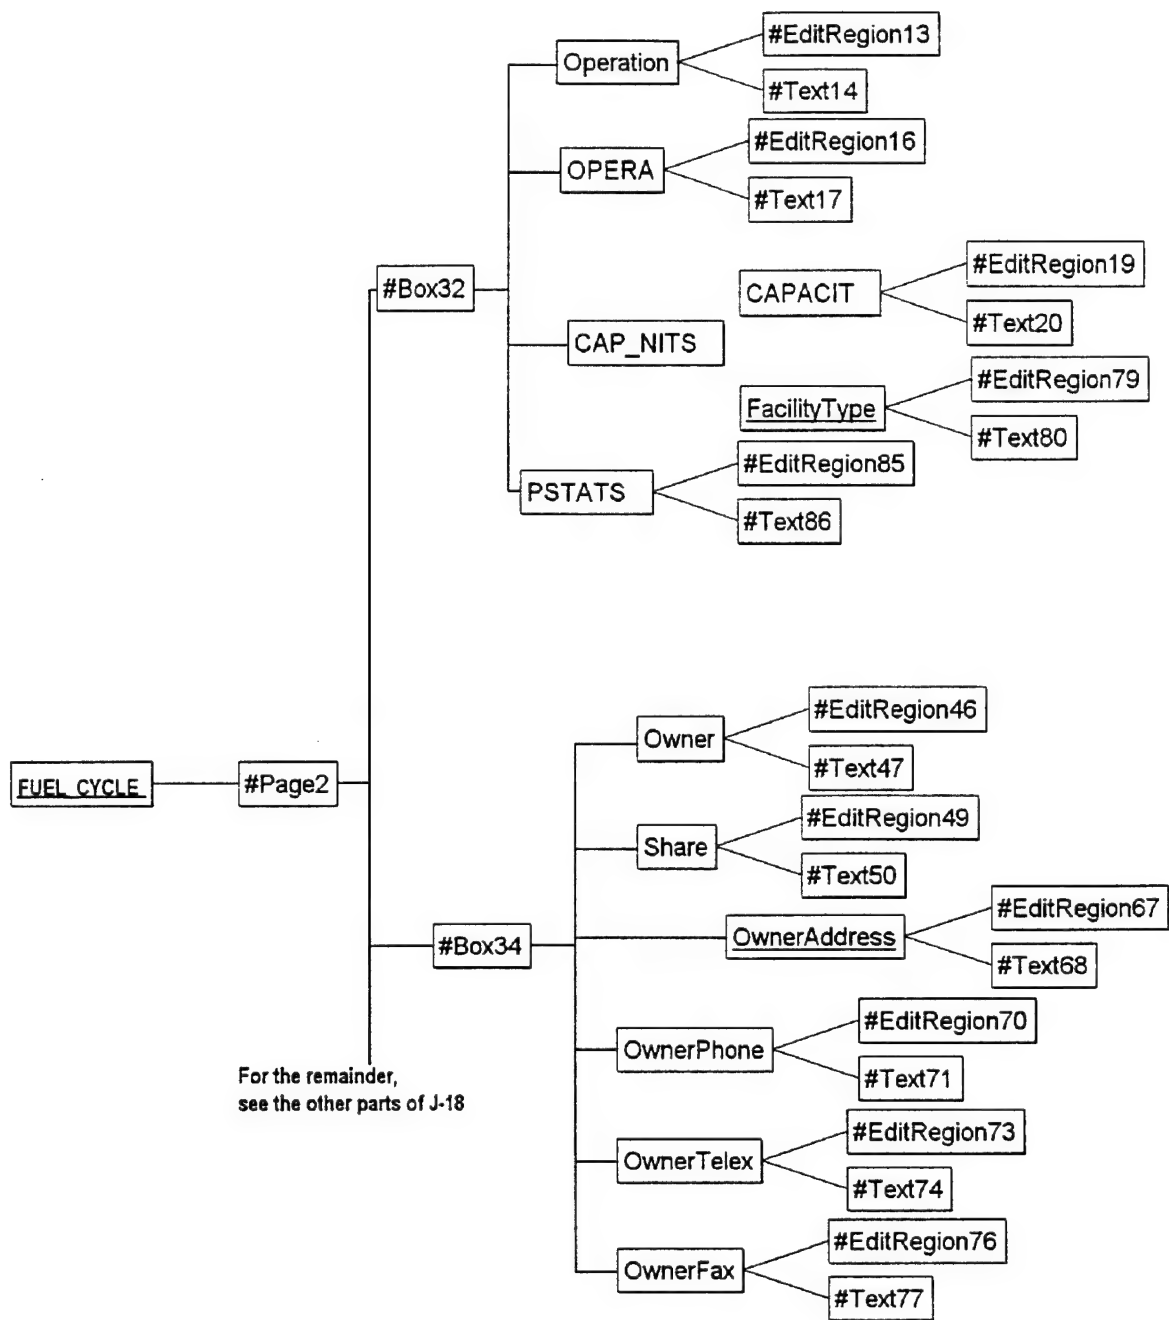 Operation
#EditRegion13
#Text14
OPERA
#EditRegion16
#Text17
#Box32
CAPACIT
#EditRegion19
#Text20
CAP_NITS
FacilityType
#EditRegion79
#Text80
PSTATS
#EditRegion85
#Text86
FUEL_CYCLE
#Page2
Owner
#EditRegion46
#Text47
Share
#EditRegion49
#Text50
#Box34
OwnerAddress
#EditRegion67
#Text68
OwnerPhone
#EditRegion70
#Text71
For the remainder,
see the other parts of J-18
OwnerTelex
#EditRegion73
#Text74
OwnerFax
#EditRegion76
#Text77